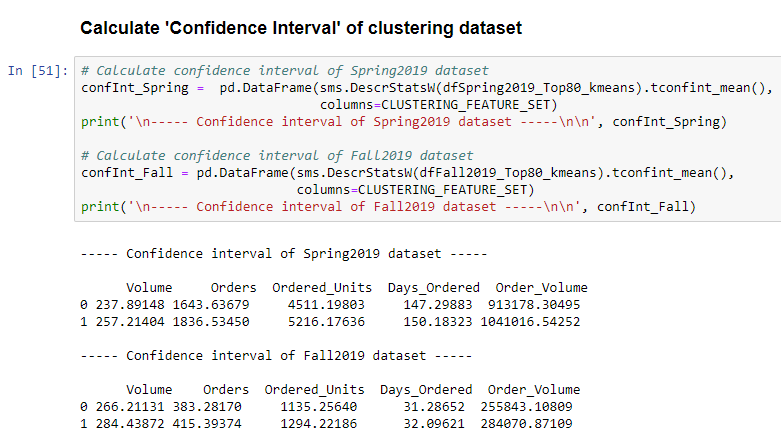 Calculate 'Confidence Interval' of clustering dataset
In [51]: # Calculate confidence interval of Spring2019 dataset
confInt_Spring =  pd.DataFrame(sms.DescrStatsW(dfSpring2019_Top80_kmeans).tconfint_mean(),
columns=CLUSTERING_FEATURE_SET)
print('\n----- Confidence interval of Spring2019 dataset -----\n\n', confInt_Spring)
# Calculate confidence interval of Fall2019 dataset
confInt_Fall = pd.DataFrame(sms.DescrStatsW(dfFall2019_Top80_kmeans).tconfint_mean(),
columns=CLUSTERING_FEATURE_SET)
print('\n----- Confidence interval of Fall2019 dataset -----\n\n', confInt_Fall)
----- Confidence interval of Spring2019 dataset -----
Volume Orders Ordered_Units Days_Ordered Order_Volume
0 237.89148 1643.63679 4511.19803 147.29883 913178.30495
1 257.21404 1836.53450 5216.17636 150.18323 1041016.54252
----- Confidence interval of Fall2019 dataset -----
Volume Orders Ordered_Units Days_Ordered Order_Volume
0 266.21131 383.28170 1135.25640 31.28652 255843.10809
1 284.43872 415.39374 1294.22186 32.09621 284070.87109